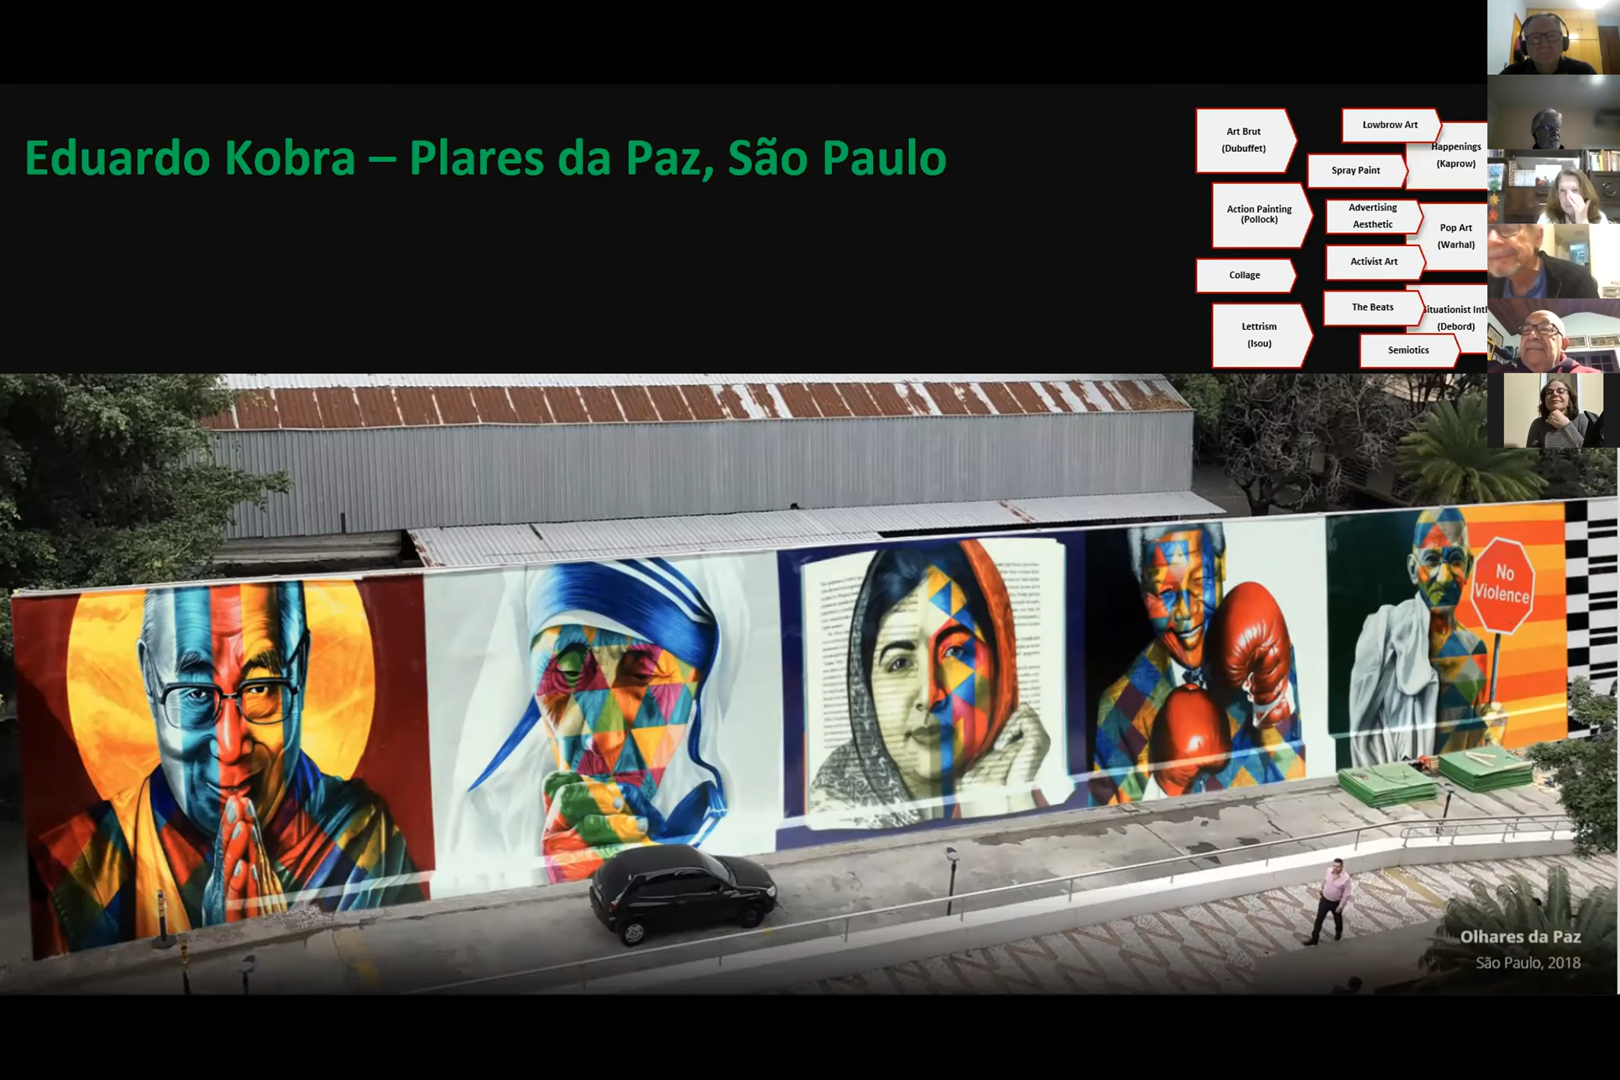 Eduardo Kobra – Plares da Paz, São Paulo
Art Brut
(Dubuffet)
Lowbrow Art
Happenings
(Kaprow)
Spray Paint
Action Painting
(Pollock)
Advertising
Aesthetic
Pop Art
(Warhal)
Activist Art
Collage
The Beats
ituationist Intl
(Debord)
Lettrism
(Isou)
Semiotics
No
Violence
Olhares da Paz
São Paulo, 2018